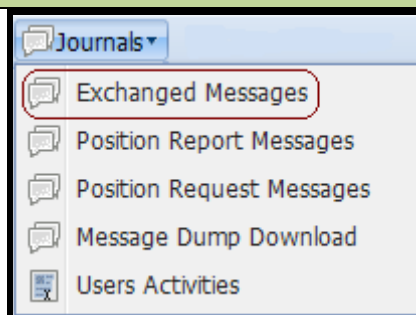 Journals
Exchanged Messages
Position Report Messages
Position Request Messages
Message Dump Download
Users Activities